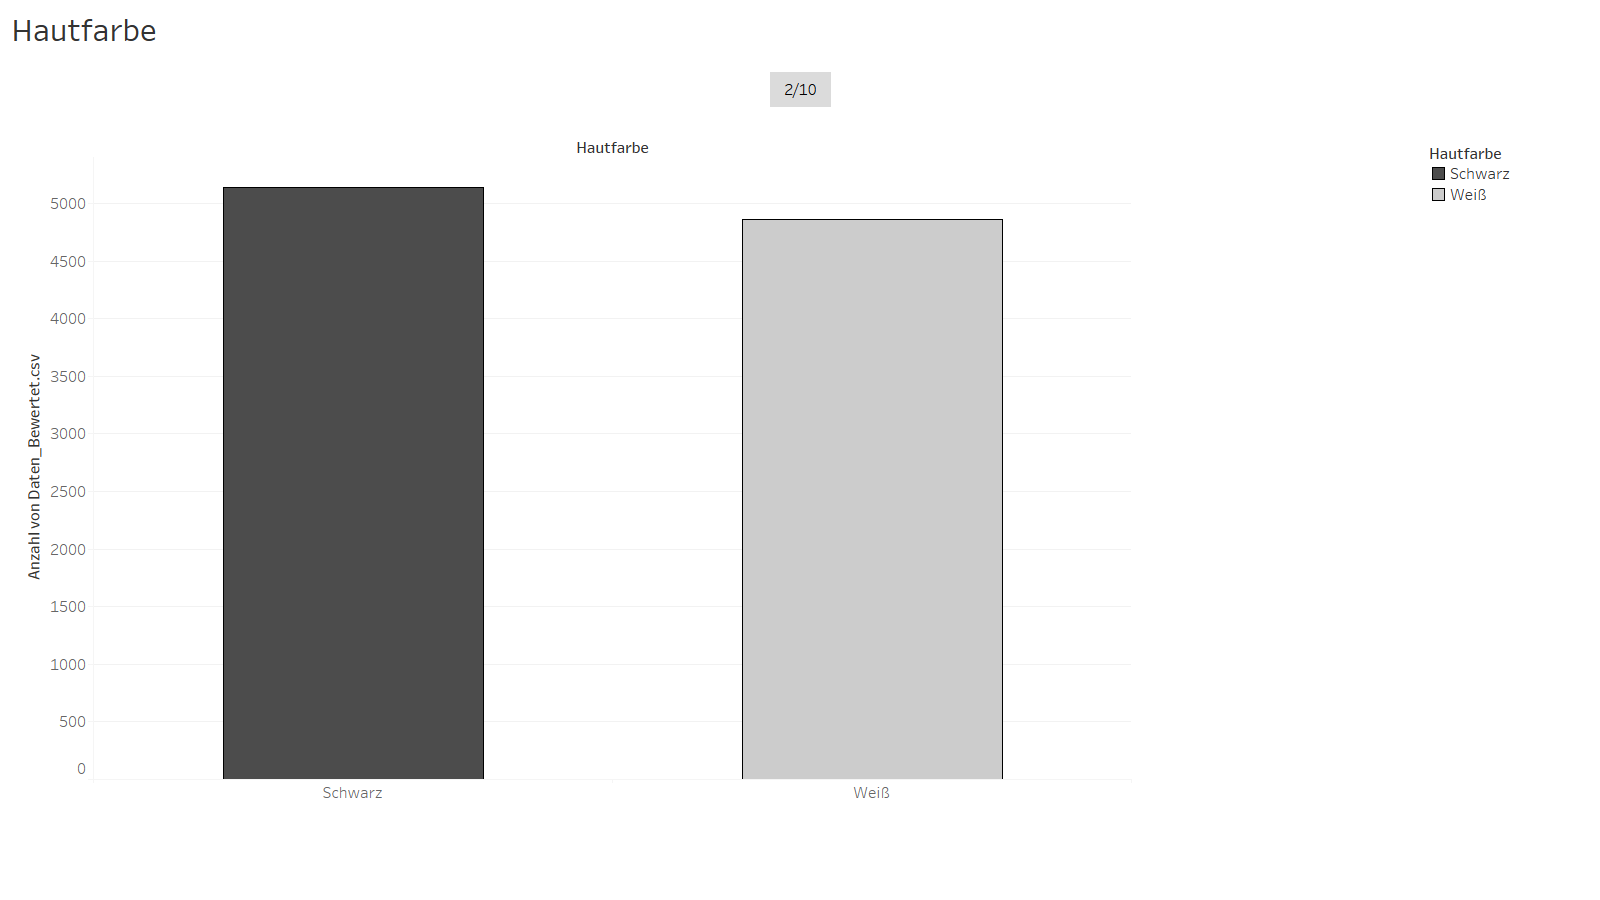 Hautfarbe
2/10
Hautfarbe
Hautfarbe
Schwarz
Weiß
Anzahl von Daten_Bewertet.csv
5000
4500
4000
3500
3000
2500
2000
1500
1000
500
0
Schwarz
Weiß